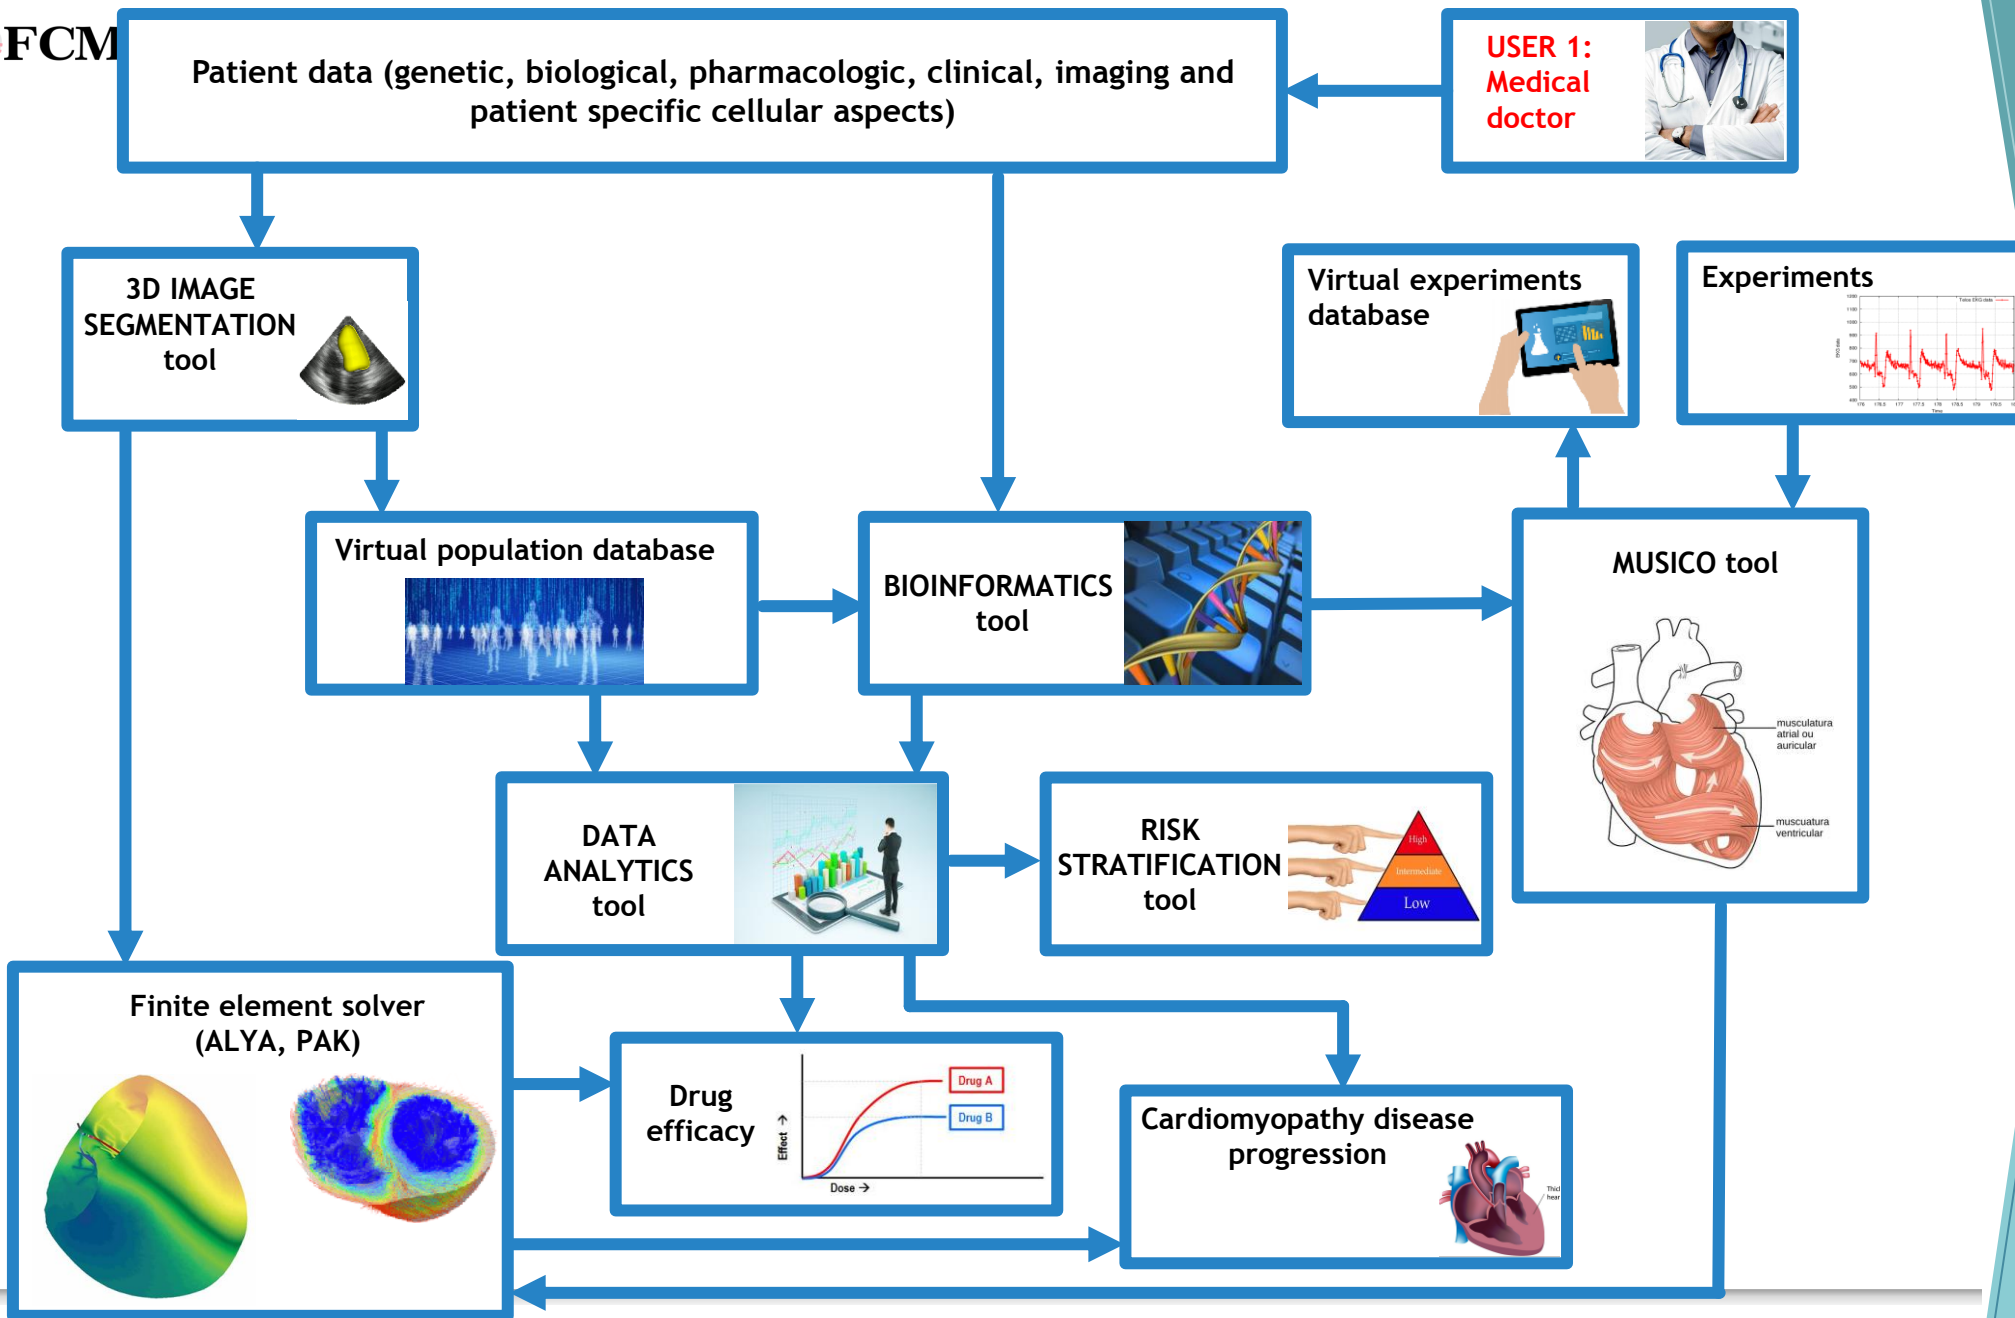 FCM
Patient data (genetic, biological, pharmacologic, clinical, imaging and
patient specific cellular aspects)
USER 1:
Medical
doctor
3D IMAGE
SEGMENTATION
tool
Virtual experiments
database
Experiments
Virtual population database
BIOINFORMATICS
tool
MUSICO tool
musculatura
atrial ou
auricular
muscuatura
ventricular
DATA
ANALYTICS
tool
RISK
STRATIFICATION
tool
High
Intermediate
Low
Finite element solver
(ALYA, PAK)
Drug
efficacy
Effect →
Drug A
Drug B
Dose →
Cardiomyopathy disease
progression